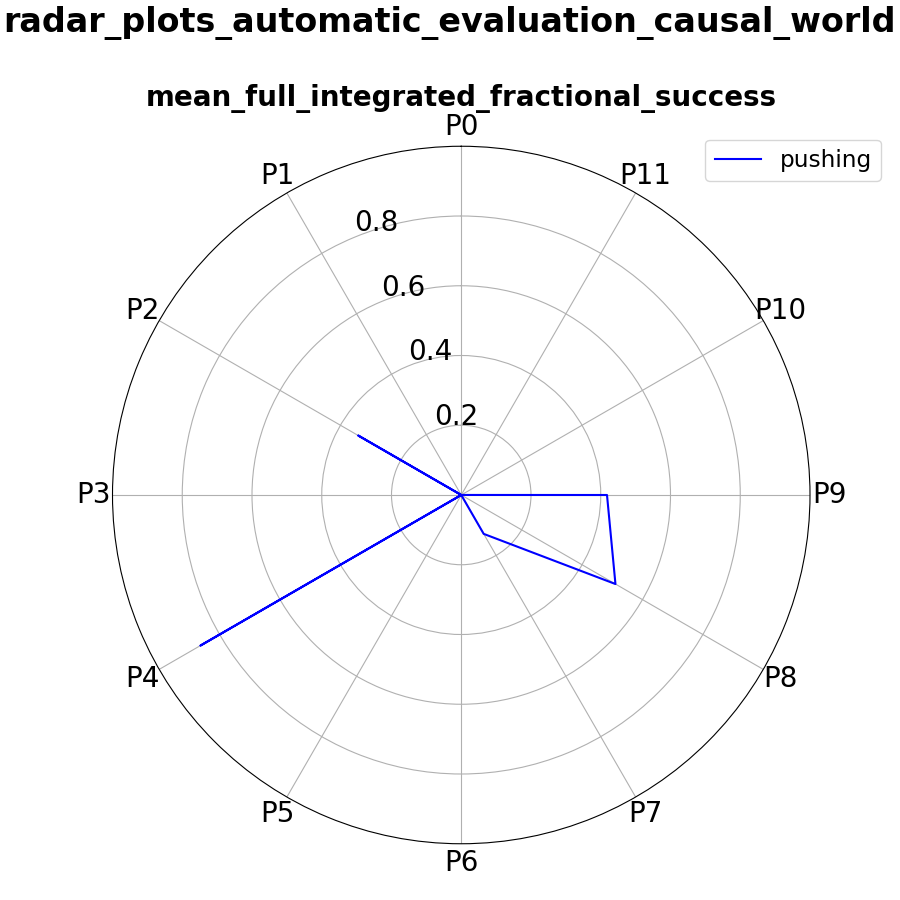 radar_plots_automatic_evaluation_causal_world
mean_full_integrated_fractional_success
P0
pushing
P1
P11
0.8
0.6
P2
P10
0.4
0.2
P3
P9
P4
P8
P5
P7
P6